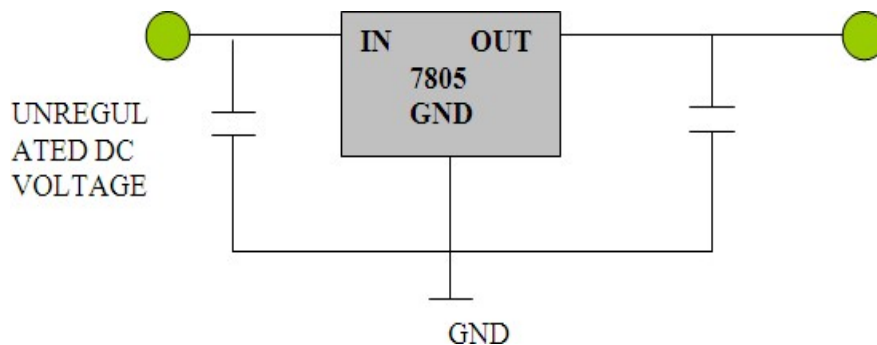 IN OUT
7805
GND
UNREGUL
ATED DC
VOLTAGE
GND